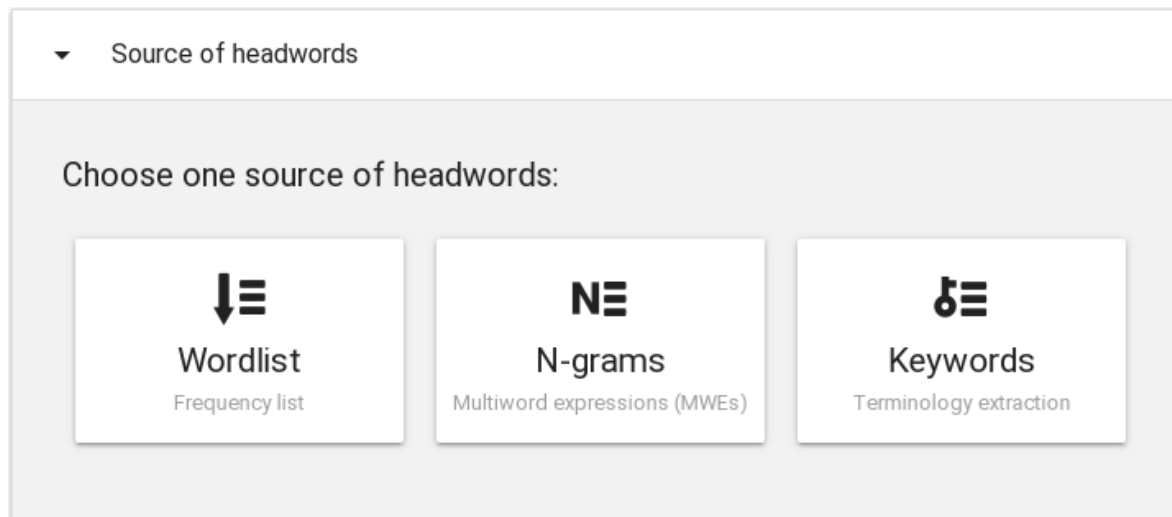 Source of headwords
Choose one source of headwords:
Wordlist
Frequency list
N-grams
Multiword expressions (MWEs)
Keywords
Terminology extraction